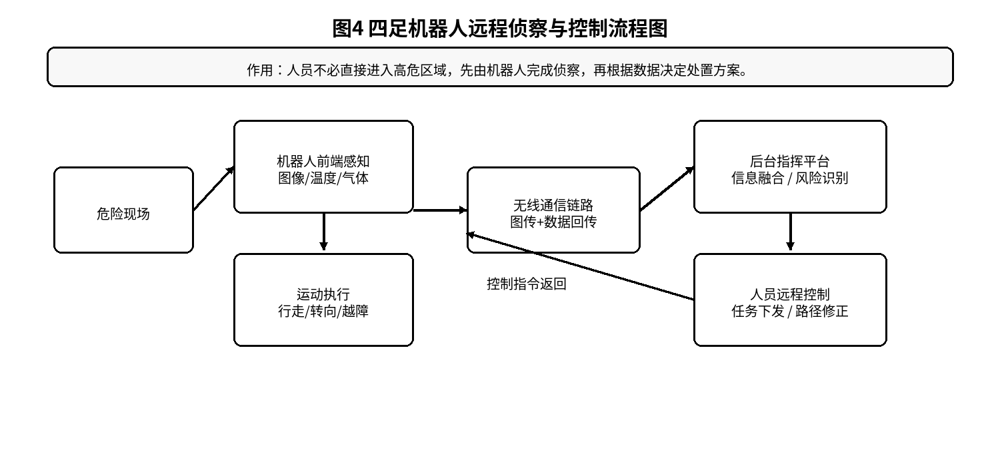 图4 四足机器人远程侦察与控制流程图
作用：人员不必直接进入高危区域，先由机器人完成侦察，再根据数据决定处置方案。
危险现场
机器人前端感知
图像/温度/气体
运动执行
行走/转向/越障
无线通信链路
图传+数据回传
控制指令返回
后台指挥平台
信息融合 / 风险识别
人员远程控制
任务下发 / 路径修正